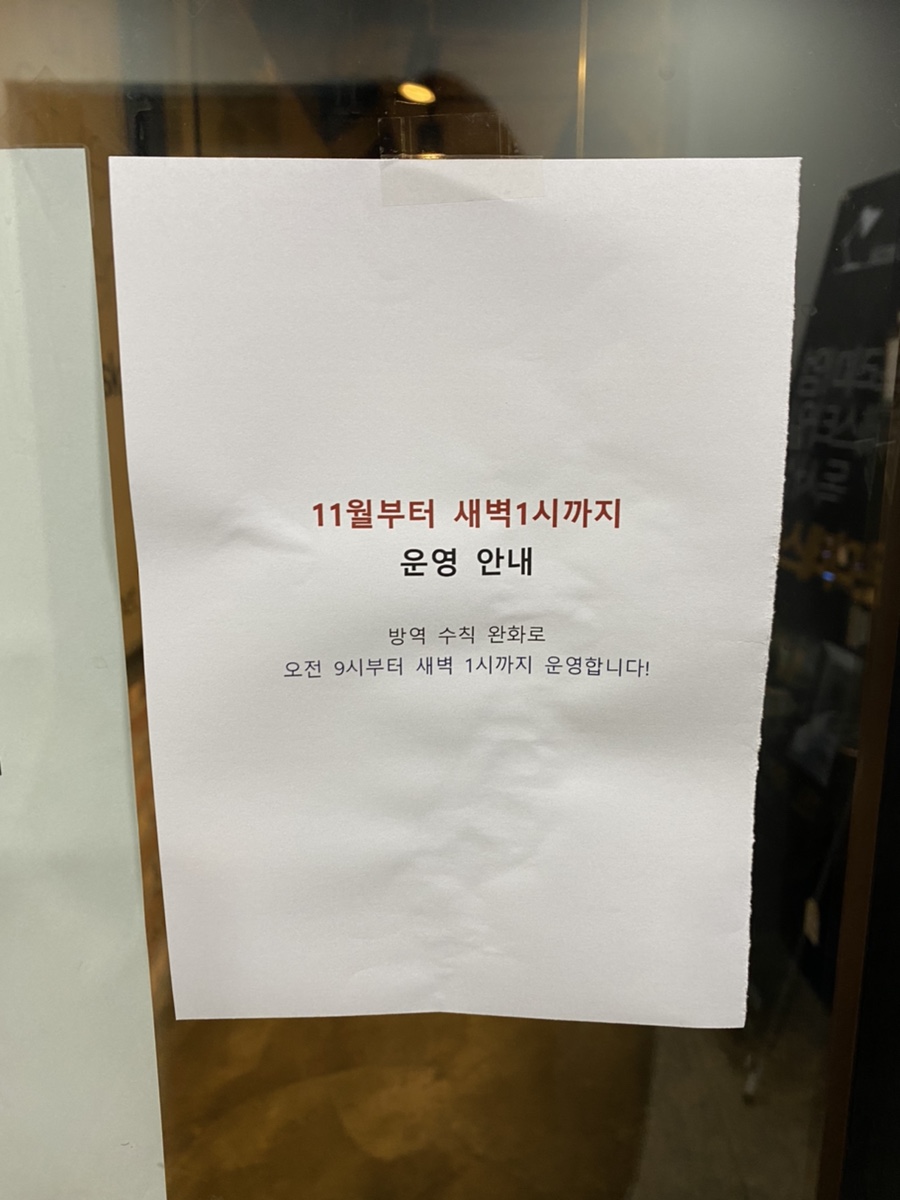 11월부터 새벽1시까지
운영 안내
방역 수칙 완화로
오전 9시부터 새벽 1시까지 운영합니다!